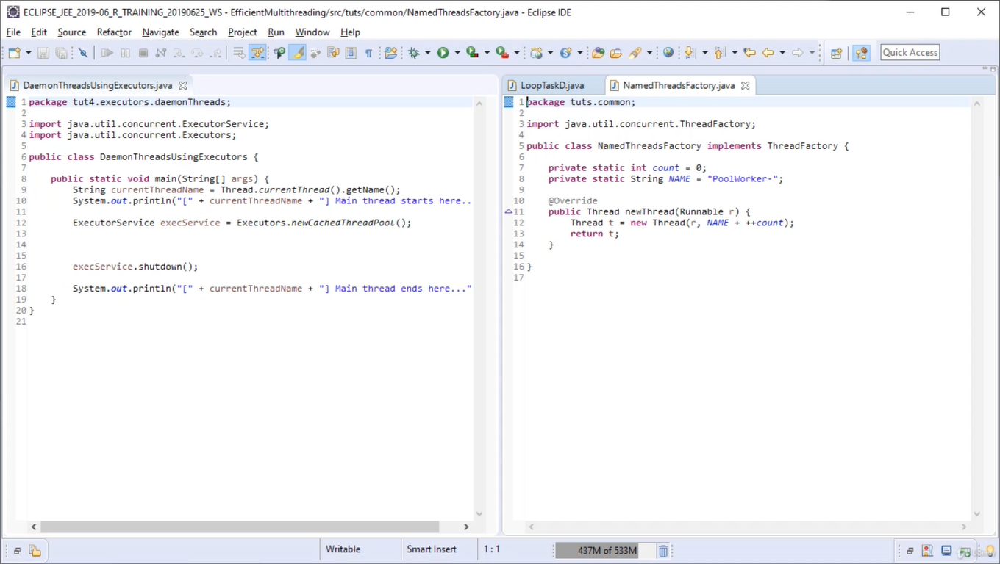 ECLIPSE_JEE_2019-06_R_TRAINING_20190625_WS - EfficientMultithreading/src/tuts/common/NamedThreadsFactory.java - Eclipse IDE
File Edit Source Refactor Navigate Search Project Run Window Help
Quick Access
DaemonThreadsUsingExecutors.java
1 package tut4.executors.daemonThreads;
2
3 import java.util.concurrent.ExecutorService;
4 import java.util.concurrent.Executors;
5
6 public class DaemonThreadsUsingExecutors {
7
8 public static void main(String[] args) {
9 String currentThreadName = Thread.currentThread().getName();
10 System.out.println("[" + currentThreadName + "] Main thread starts here..
11
12 ExecutorService execService = Executors.newCachedThreadPool();
13
14
15
16 execService.shutdown();
17
18 System.out.println("[" + currentThreadName + "] Main thread ends here..."
19 }
20 }
21
LoopTaskD.java NamedThreadsFactory.java
1 package tuts.common;
2
3 import java.util.concurrent.ThreadFactory;
4
5 public class NamedThreadsFactory implements ThreadFactory {
6
7 private static int count = 0;
8 private static String NAME = "PoolWorker-";
9
10 @Override
11 public Thread newThread(Runnable r) {
12 Thread t = new Thread(r, NAME + ++count);
13 return t;
14 }
15
16 }
17
Writable Smart Insert 1 : 1 437M of 533M